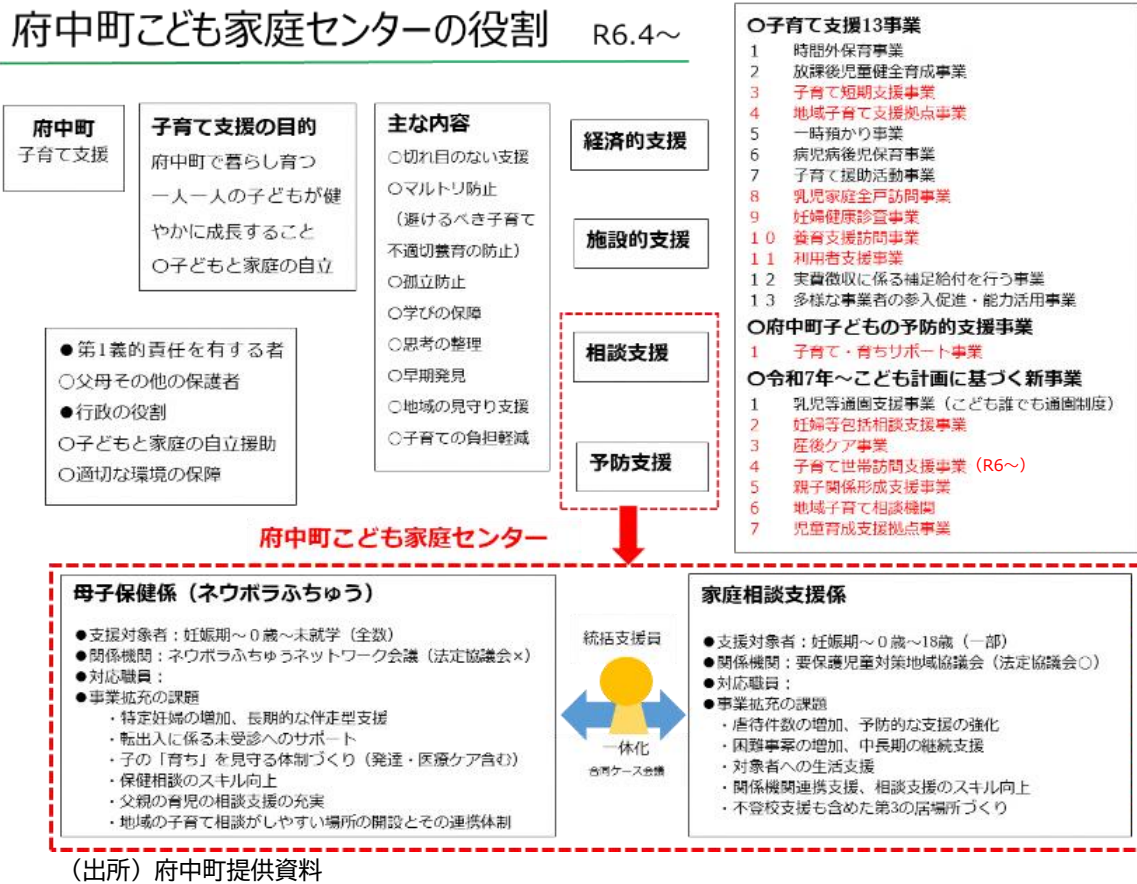 府中町こども家庭センターの役割 R6.4～
府中町
子育て支援
子育て支援の目的
府中町で暮らし育つ
一人一人の子どもが健
やかに成長すること
〇子どもと家庭の自立
●第1義的責任を有する者
○父母その他の保護者
●行政の役割
〇子どもと家庭の自立援助
○適切な環境の保障
主な内容
○切れ目のない支援
○マルトリ防止
（避けるべき子育て
不適切養育の防止）
○孤立防止
○学びの保障
○思考の整理
○早期発見
○地域の見守り支援
○子育ての負担軽減
経済的支援
施設的支援
相談支援
予防支援
〇子育て支援13事業
1 時間外保育事業
2 放課後児童健全育成事業
3 子育て短期支援事業
4 地域子育て支援拠点事業
5 一時預かり事業
6 病児病後児保育事業
7 子育て援助活動事業
8 乳児家庭全戸訪問事業
9 妊婦健康診査事業
10 養育支援訪問事業
11 利用者支援事業
12 実費徴収に係る補足給付を行う事業
13 多様な事業者の参入促進・能力活用事業
〇府中町子どもの予防的支援事業
1 子育て・育ちリポート事業
〇令和7年～こども計画に基づく新事業
1 乳児等通園支援事業（こども誰でも通園制度）
2 妊婦等包括相談支援事業
3 産後ケア事業
4 子育て世帯訪問支援事業（R6～）
5 親子関係形成支援事業
6 地域子育て相談機関
7 児童育成支援拠点事業
府中町こども家庭センター
母子保健係（ネウボラふちゅう）
●支援対象者：妊娠期～０歳～未就学（全数）
●関係機関：ネウボラふちゅうネットワーク会議（法定協議会×）
●対応職員：
●事業拡充の課題
・特定妊婦の増加、長期的な伴走型支援
・転出入に係る未受診へのサポート
・子の「育ち」を見守る体制づくり（発達・医療ケア含む）
・保健相談のスキル向上
・父親の育児の相談支援の充実
・地域の子育て相談がしやすい場所の開設とその連携体制
統括支援員
一体化
合同ケース会議
家庭相談支援係
●支援対象者：妊娠期～０歳～18歳（一部）
●関係機関：要保護児童対策地域協議会（法定協議会○）
●対応職員：
●事業拡充の課題
・虐待件数の増加、予防的な支援の強化
・困難事案の増加、中長期の継続支援
・対象者への生活支援
・関係機関連携支援、相談支援のスキル向上
・不登校支援も含めた第3の居場所づくり
（出所）府中町提供資料